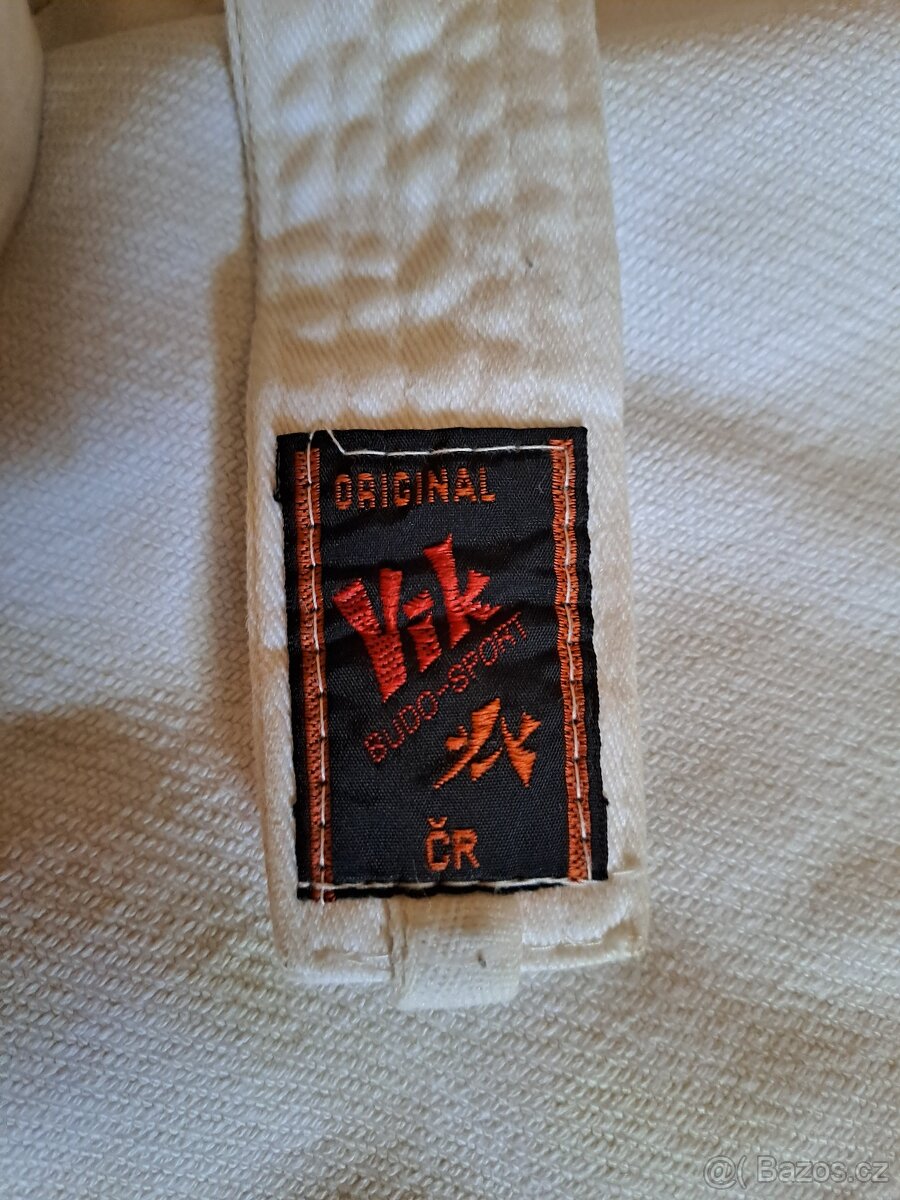 ORIGINAL
Vik
BUDO-SPORT
ČR
@( Bazos.cz